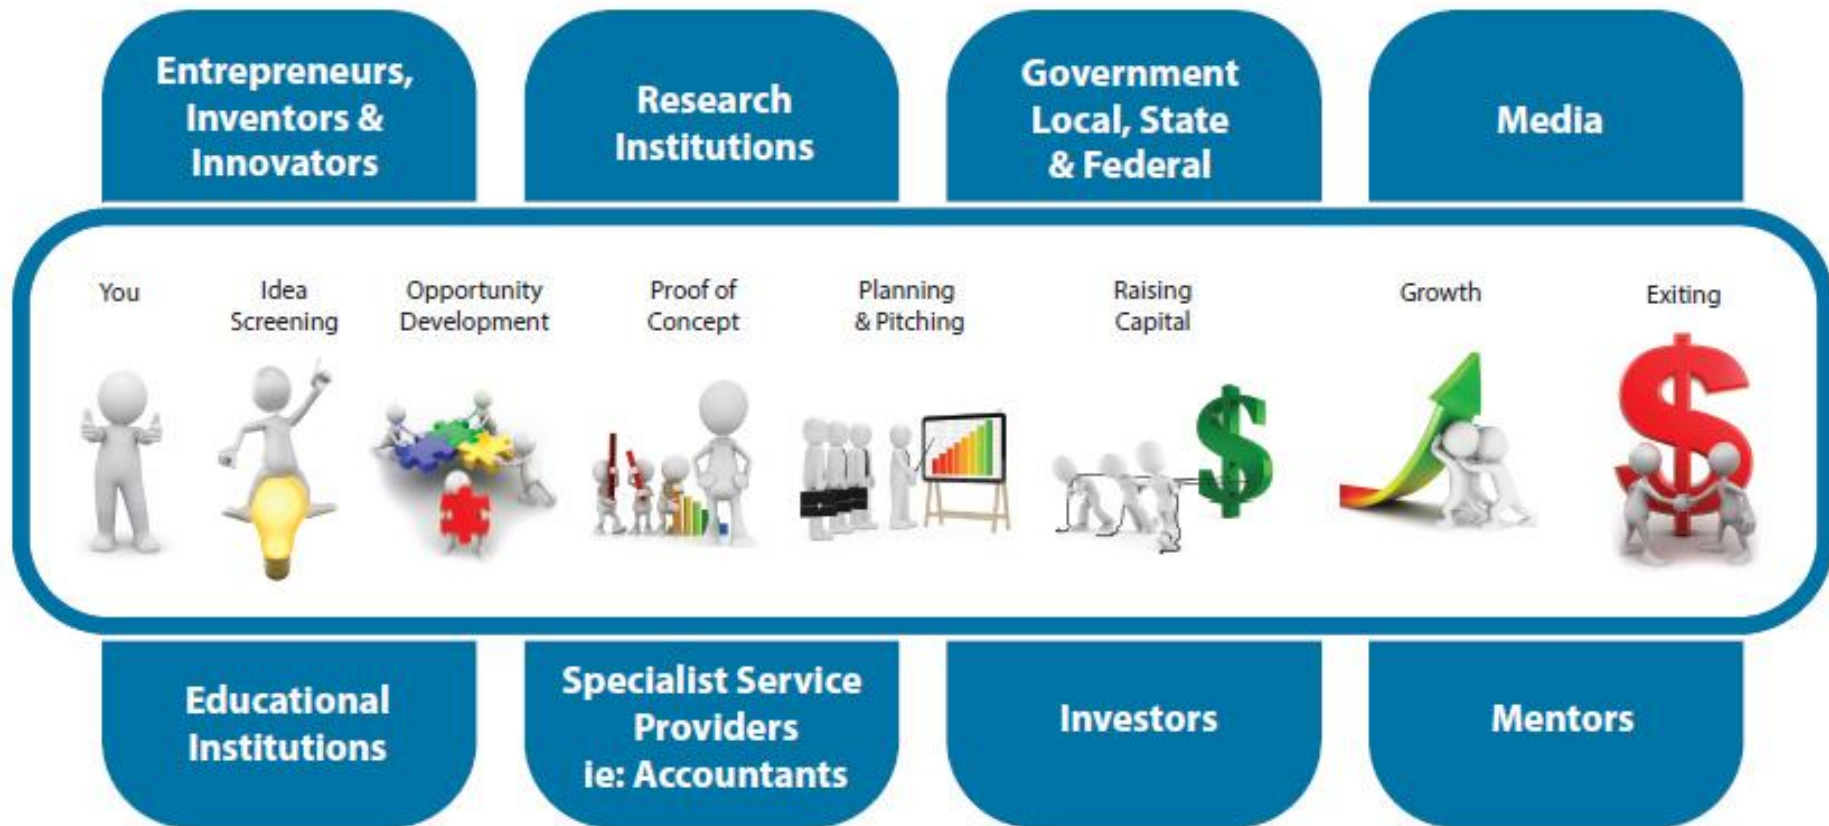 Entrepreneurs,
Inventors &
Innovators
Research
Institutions
Government
Local, State
& Federal
Media
You
Idea
Screening
Opportunity
Development
Proof of
Concept
Planning
& Pitching
Raising
Capital
Growth
Exiting
Educational
Institutions
Specialist Service
Providers
ie: Accountants
Investors
Mentors